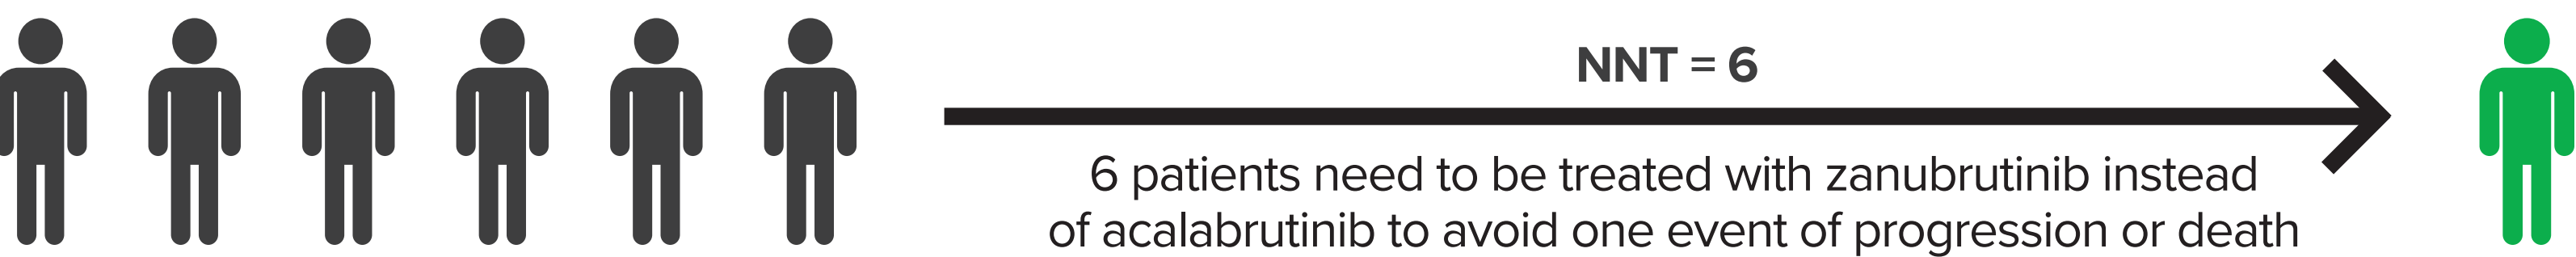 NNT = 6
6 patients need to be treated with zanubrutinib instead
of acalabrutinib to avoid one event of progression or death